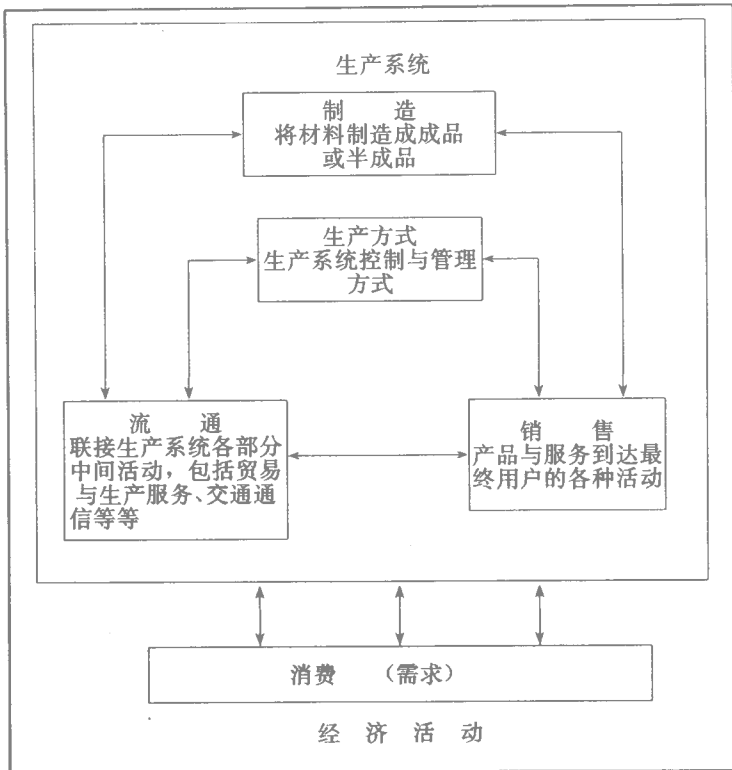 生产系统
制 造
将材料制造成成品
或半成品
生产方式
生产系统控制与管理
方式
流 通
联接生产系统各部分
中间活动，包括贸易
与生产服务、交通通
信等等
销 售
产品与服务到达最
终用户的各种活动
消费 （需求）
经 济 活 动